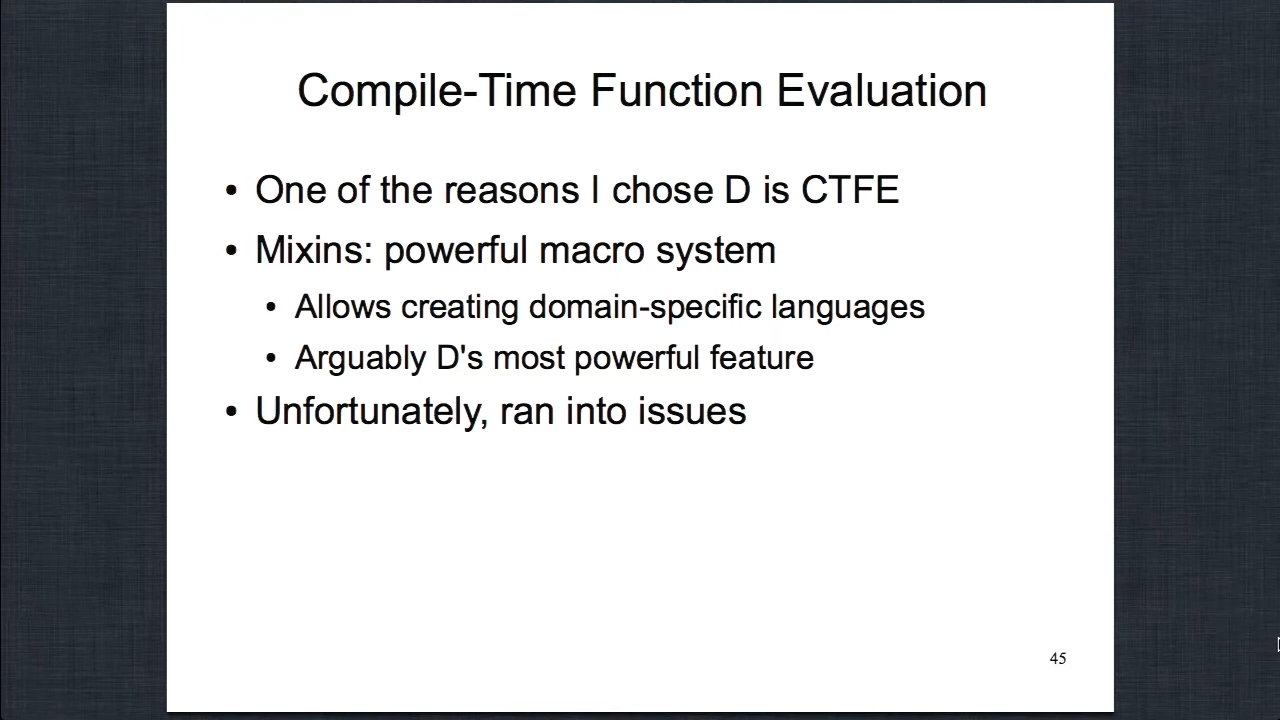 Compile-Time Function Evaluation
• One of the reasons I chose D is CTFE
• Mixins: powerful macro system
• Allows creating domain-specific languages
• Arguably D's most powerful feature
• Unfortunately, ran into issues
45